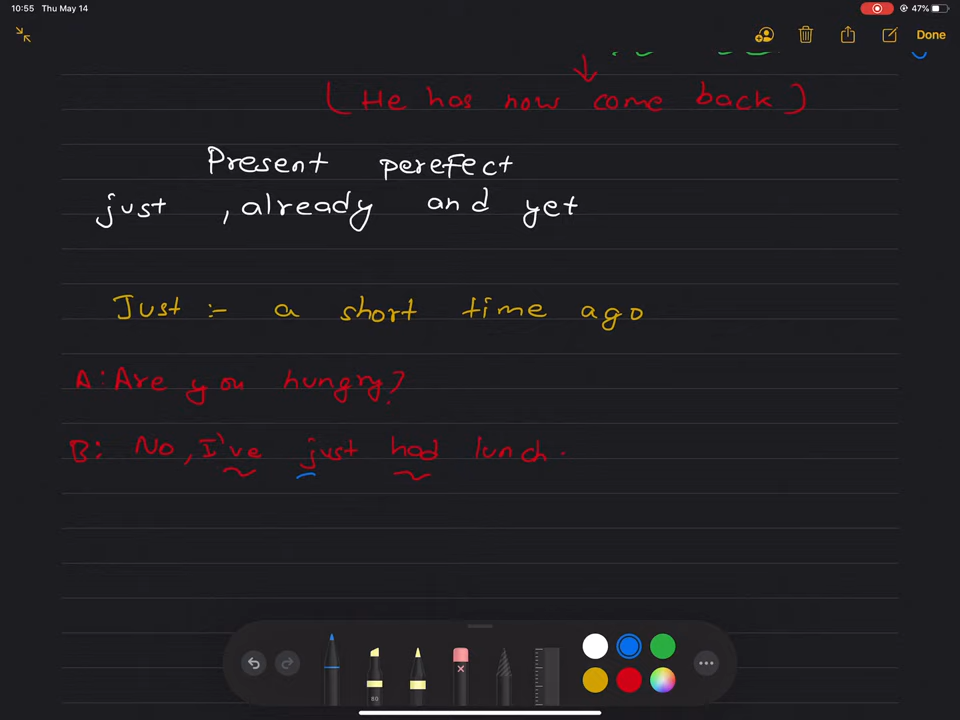 10:55 Thu May 14 47%
Done
( He has now come back )
Present perefect
just , already and yet
Just :- a short time ago
A: Are you hungry?
B: No, I've just had lunch.
80